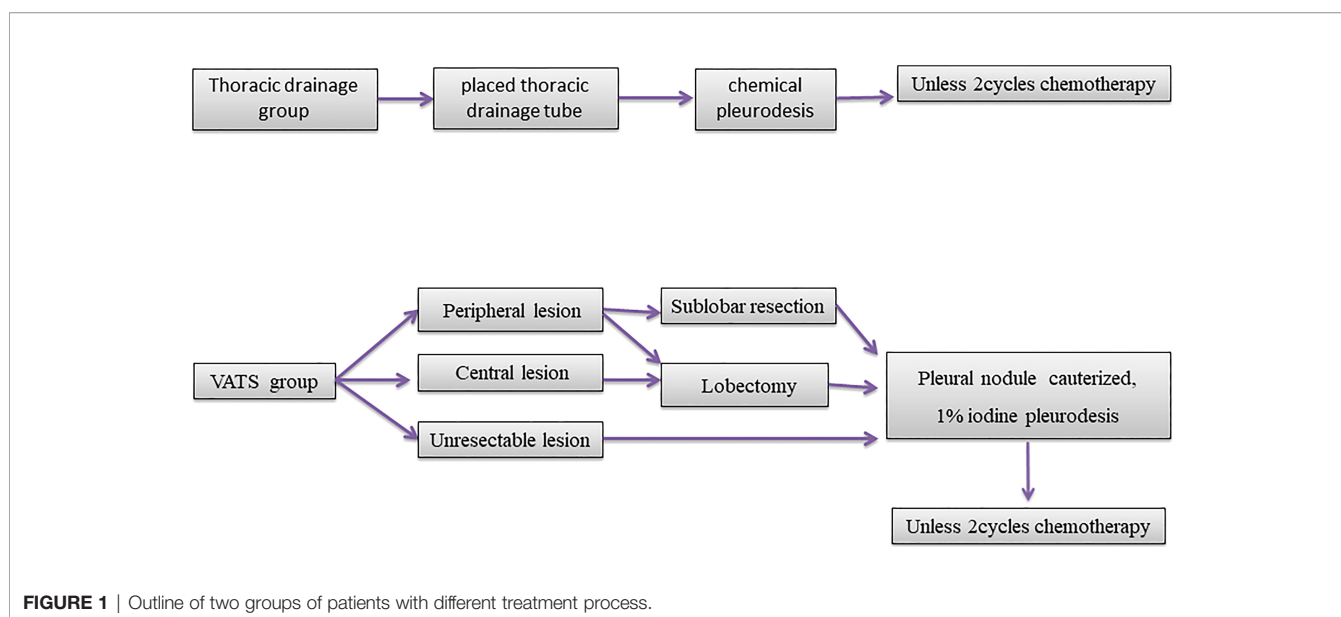 Thoracic drainage
group
placed thoracic
drainage tube
chemical
pleurodesis
Unless 2cycles chemotherapy
VATS group
Peripheral lesion
Central lesion
Unresectable lesion
Sublobar resection
Lobectomy
Pleural nodule cauterized,
1% iodine pleurodesis
Unless 2cycles chemotherapy
FIGURE 1 | Outline of two groups of patients with different treatment process.